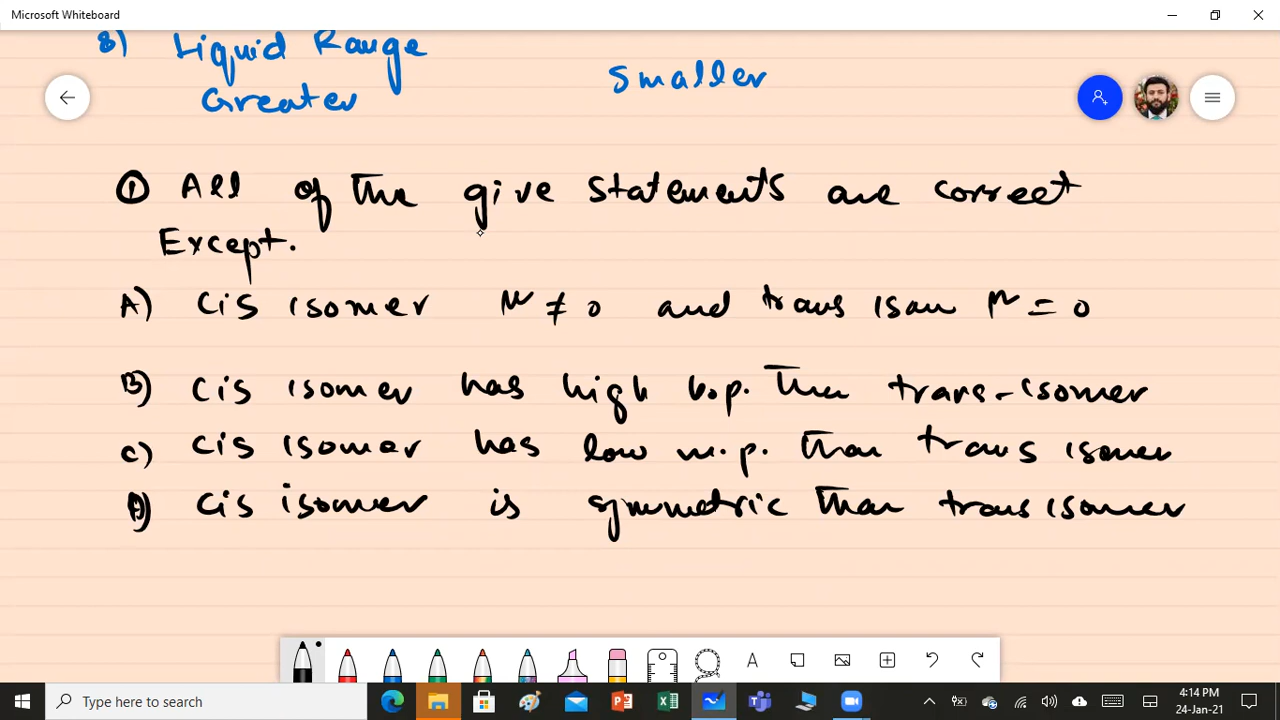 Microsoft Whiteboard
8) Liquid Range
Greater Smaller
① All of the give statements are correct
Except.
A) Cis isomer μ ≠ 0 and trans μ = 0
B) Cis isomer has high b.p. than trans-isomer
C) Cis isomer has low m.p. than trans isomer
D) Cis isomer is symmetric than trans isomer
Type here to search
4:14 PM
24-Jan-21